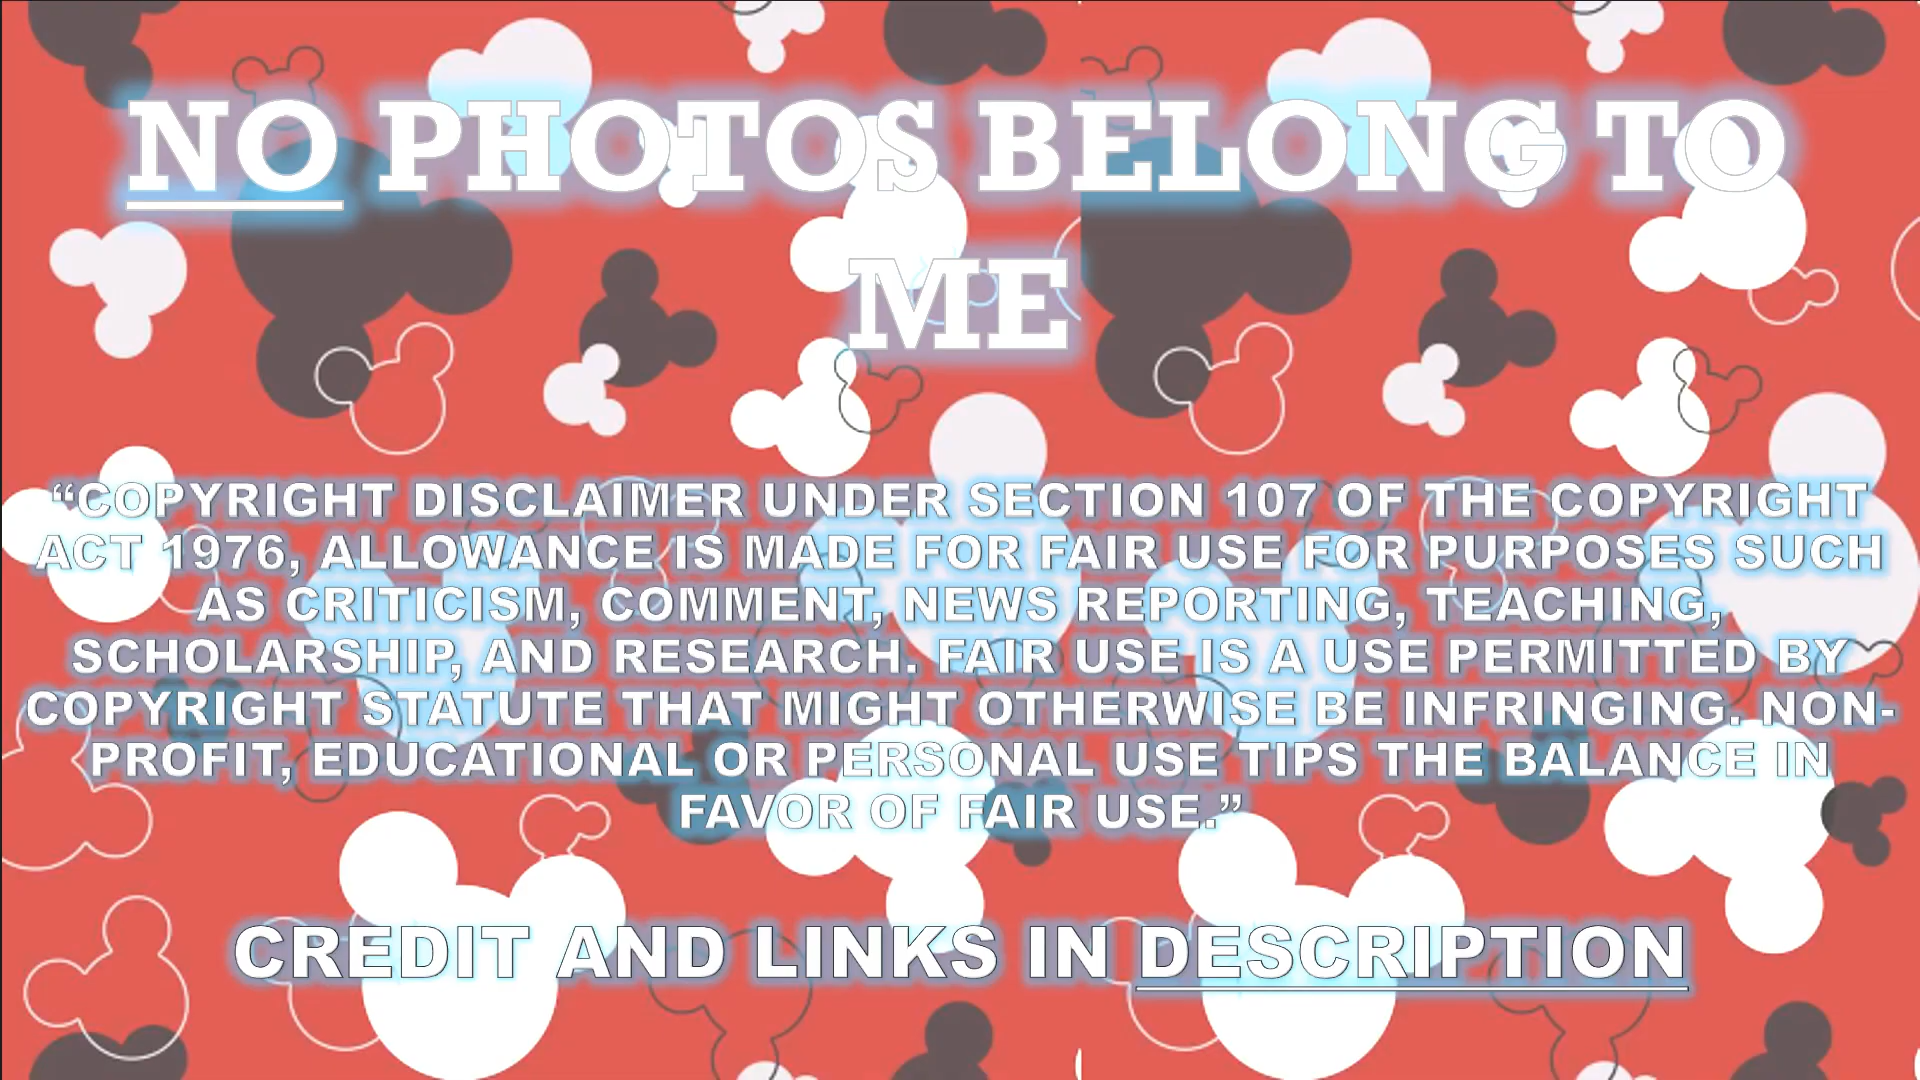 NO PHOTOS BELONG TO
ME
“COPYRIGHT DISCLAIMER UNDER SECTION 107 OF THE COPYRIGHT
ACT 1976, ALLOWANCE IS MADE FOR FAIR USE FOR PURPOSES SUCH
AS CRITICISM, COMMENT, NEWS REPORTING, TEACHING,
SCHOLARSHIP, AND RESEARCH. FAIR USE IS A USE PERMITTED BY
COPYRIGHT STATUTE THAT MIGHT OTHERWISE BE INFRINGING. NON-
PROFIT, EDUCATIONAL OR PERSONAL USE TIPS THE BALANCE IN
FAVOR OF FAIR USE.”
CREDIT AND LINKS IN DESCRIPTION